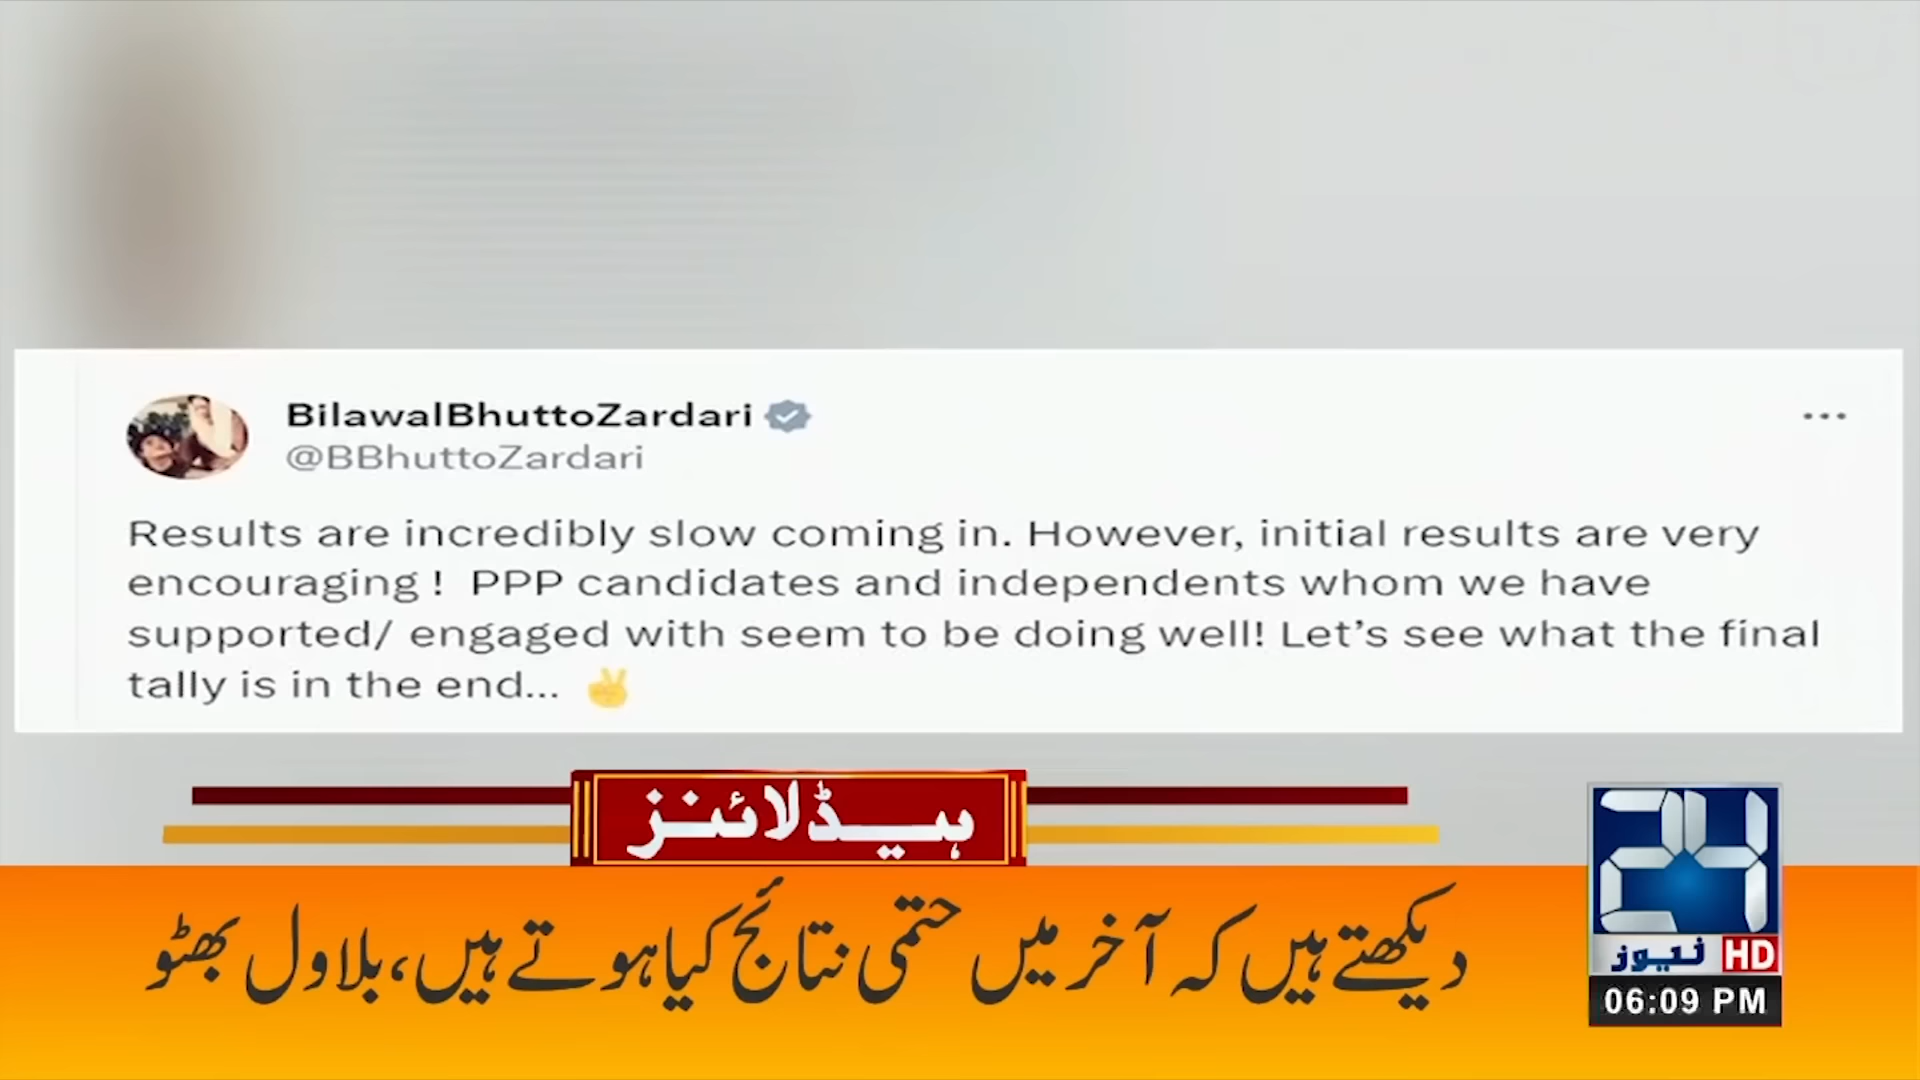 BilawalBhuttoZardari
@BBhuttoZardari
Results are incredibly slow coming in. However, initial results are very
encouraging ! PPP candidates and independents whom we have
supported/ engaged with seem to be doing well! Let’s see what the final
tally is in the end... ✌️
ہیڈلائنز
دیکھتے ہیں کہ آخر میں حتمی نتائج کیا ہوتے ہیں، بلاول بھٹو
24
نیوز HD
06:09 PM